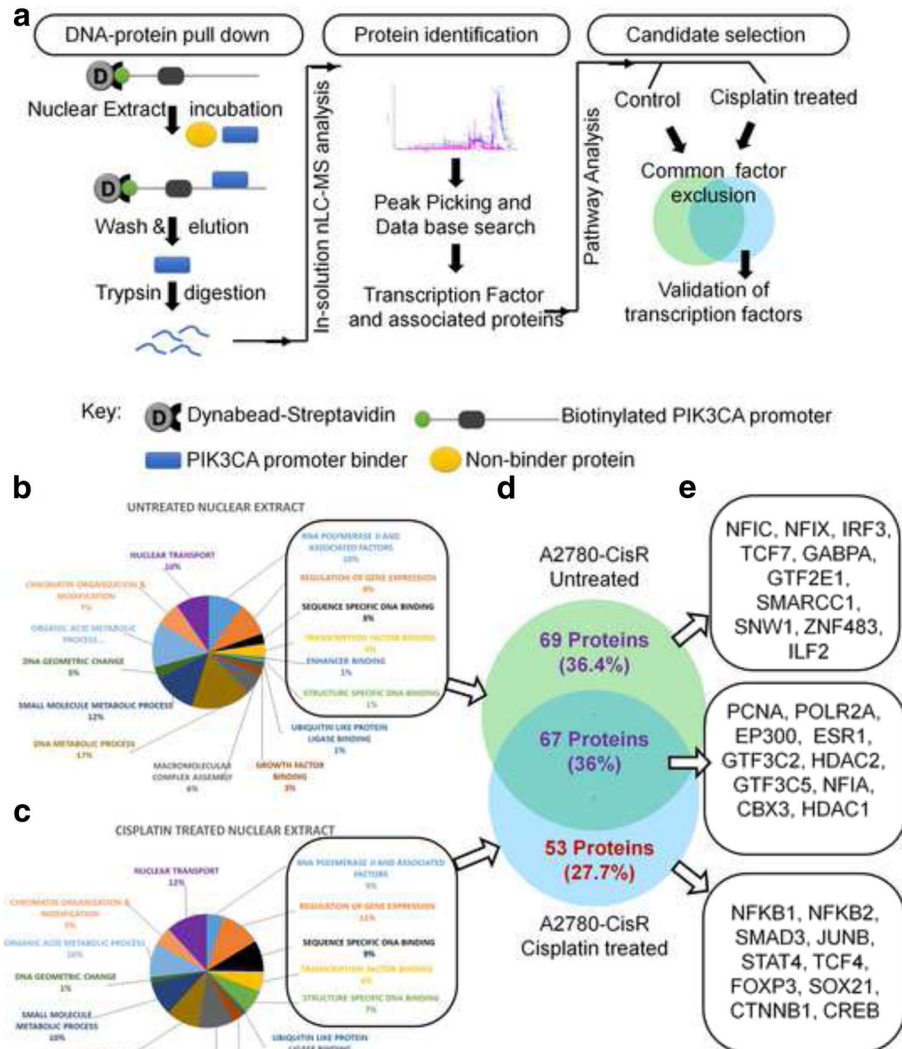 a
DNA-protein pull down
Protein identification
Candidate selection
D
Nuclear Extract incubation
D
Wash & elution
Trypsin digestion
In-solution nLC-MS analysis
Peak Picking and
Data base search
Transcription Factor
and associated proteins
Pathway Analysis
Control
Cisplatin treated
Common factor
exclusion
Validation of
transcription factors
Key:
D
Dynabead-Streptavidin
Biotinylated PIK3CA promoter
PIK3CA promoter binder
Non-binder protein
b
UNTREATED NUCLEAR EXTRACT
NUCLEAR TRANSPORT
10%
CHROMATIN ORGANIZATION &
MODIFICATION
7%
ORGANIC ACID METABOLIC
PROCESS...
DNA GEOMETRIC CHANGE
3%
SMALL MOLECULE METABOLIC PROCESS
12%
DNA METABOLIC PROCESS
17%
MACROMOLECULAR
COMPLEX ASSEMBLY
6%
GROWTH FACTOR
BINDING
3%
UBIQUITIN LIKE PROTEIN
LIGASE BINDING
1%
RNA POLYMERASE II AND
ASSOCIATED FACTORS
10%
REGULATION OF GENE EXPRESSION
SEQUENCE SPECIFIC DNA BINDING
TRANSCRIPTION FACTOR BINDING
ENHANCER BINDING
1%
STRUCTURE SPECIFIC DNA BINDING
1%
c
CISPLATIN TREATED NUCLEAR EXTRACT
NUCLEAR TRANSPORT
12%
CHROMATIN ORGANISATION &
MODIFICATION
ORGANIC ACID METABOLIC PROCESS
10%
DNA GEOMETRIC CHANGE
1%
SMALL MOLECULE
METABOLIC PROCESS
10%
UBIQUITIN LIKE PROTEIN
LIGASE BINDING
RNA POLYMERASE II AND ASSOCIATED
FACTORS
REGULATION OF GENE EXPRESSION
11%
SEQUENCE SPECIFIC DNA BINDING
9%
TRANSCRIPTION FACTOR BINDING
STRUCTURE SPECIFIC DNA BINDING
7%
d
A2780-CisR
Untreated
69 Proteins
(36.4%)
67 Proteins
(36%)
53 Proteins
(27.7%)
A2780-CisR
Cisplatin treated
e
NFIC, NFIX, IRF3,
TCF7, GABPA,
GTF2E1,
SMARCC1,
SNW1, ZNF483,
ILF2
PCNA, POLR2A,
EP300, ESR1,
GTF3C2, HDAC2,
GTF3C5, NFIA,
CBX3, HDAC1
NFKB1, NFKB2,
SMAD3, JUNB,
STAT4, TCF4,
FOXP3, SOX21,
CTNNB1, CREB